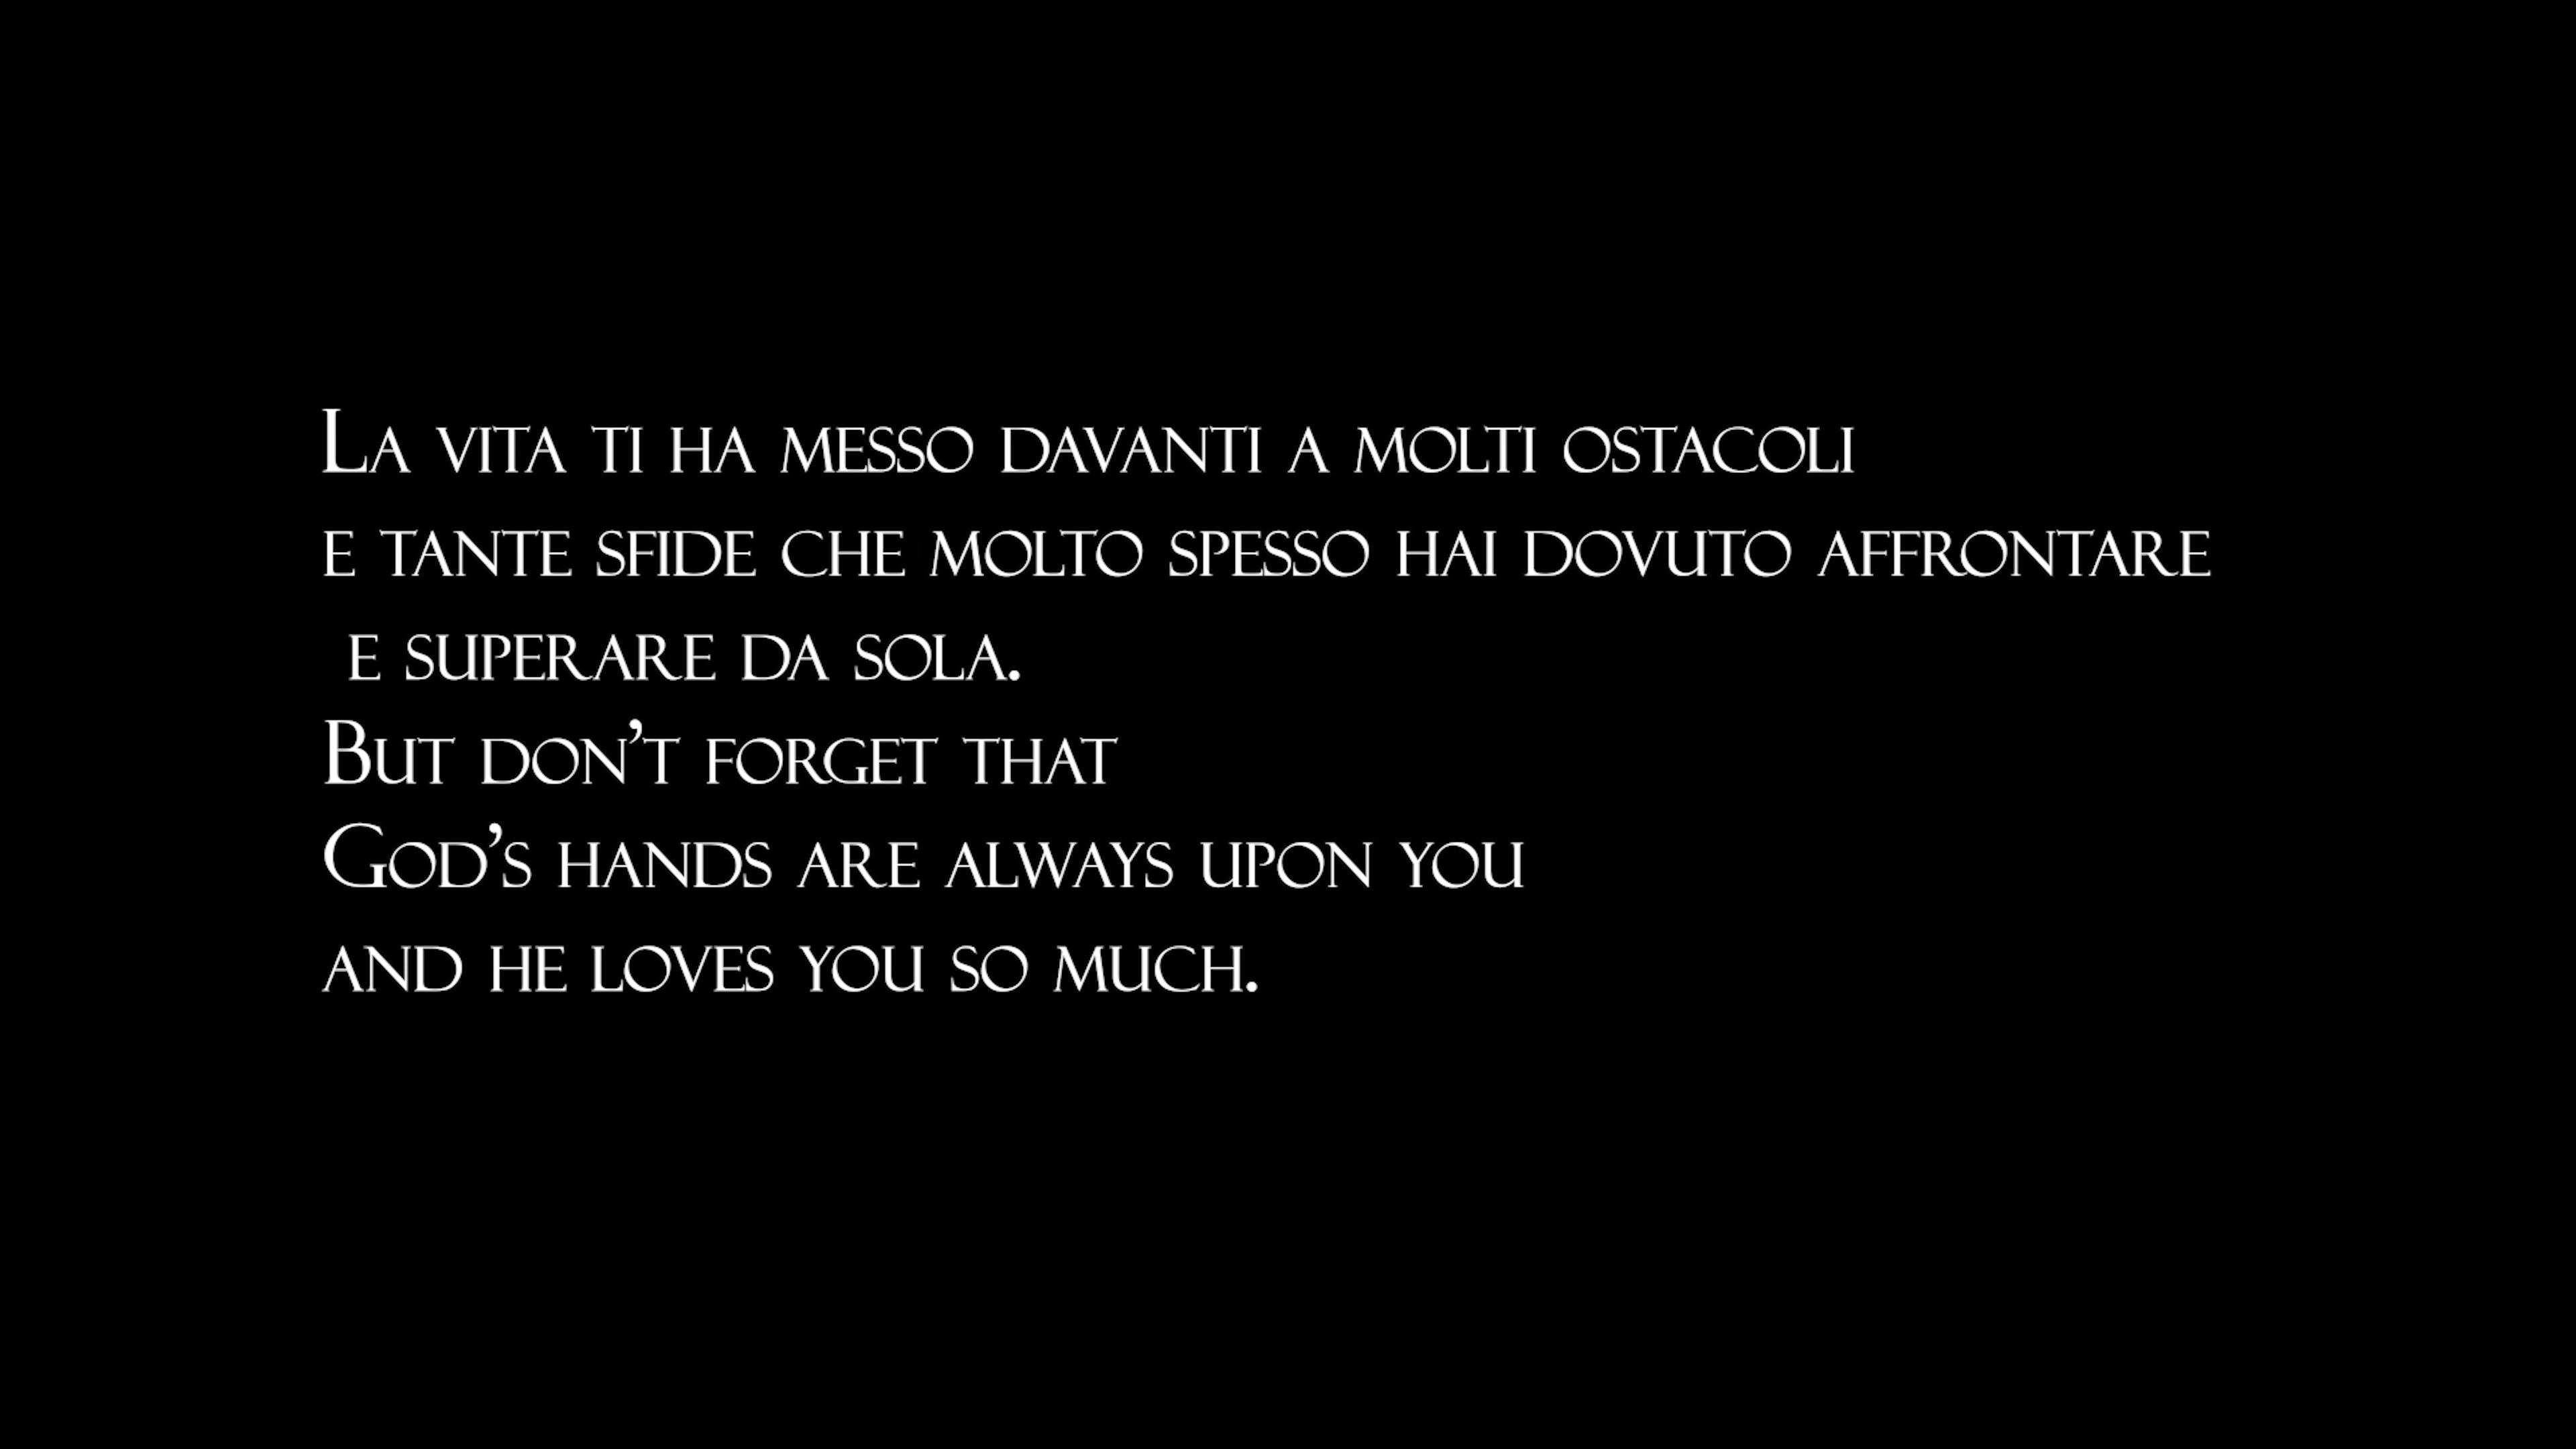 La vita ti ha messo davanti a molti ostacoli
e tante sfide che molto spesso hai dovuto affrontare
e superare da sola.
But don’t forget that
God’s hands are always upon you
and he loves you so much.